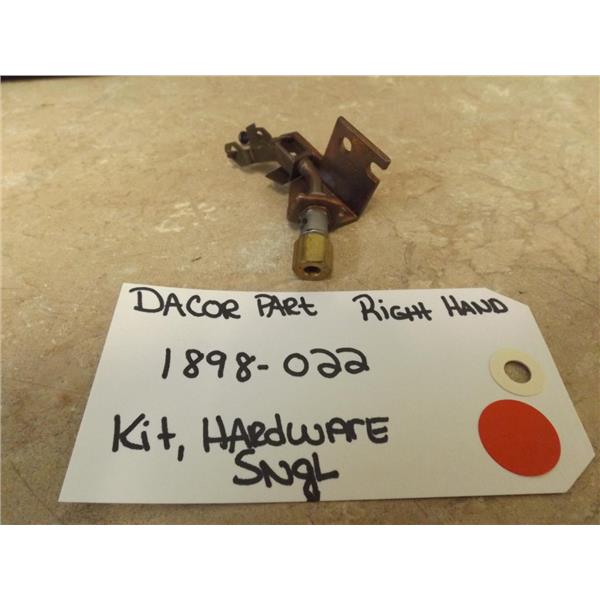 DACOR PART RIGHT HAND
1898-022
Kit, HARDWARE
SNgL